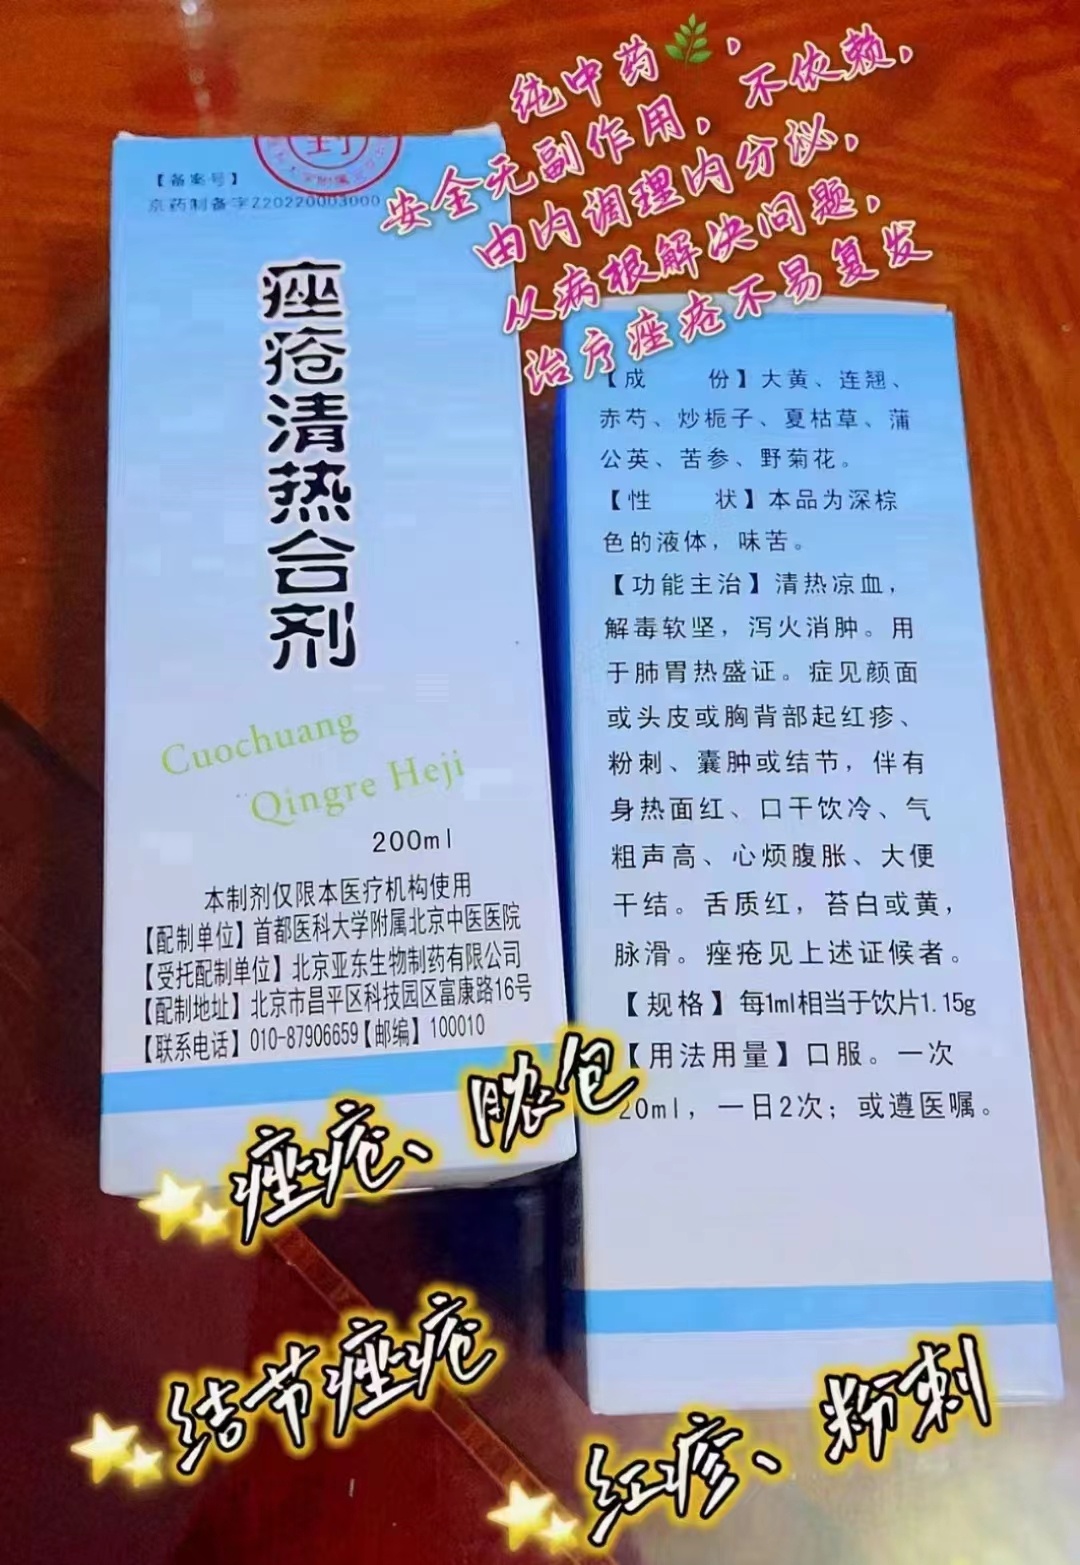 纯中药，
安全无副作用，不依赖，
由内调理内分泌，
从病根解决问题，
治疗痤疮不易复发
【备案号】
京药制备字Z20220003000
痤疮清热合剂
Cuochuang
Qingre Heji
200ml
本制剂仅限本医疗机构使用
【配制单位】首都医科大学附属北京中医医院
【受托配制单位】北京亚东生物制药有限公司
【配制地址】北京市昌平区科技园区富康路16号
【联系电话】010-87906659【邮编】100010
【成 份】大黄、连翘、
赤芍、炒栀子、夏枯草、蒲
公英、苦参、野菊花。
【性 状】本品为深棕
色的液体，味苦。
【功能主治】清热凉血，
解毒软坚，泻火消肿。用
于肺胃热盛证。症见颜面
或头皮或胸背部起红疹、
粉刺、囊肿或结节，伴有
身热面红、口干饮冷、气
粗声高、心烦腹胀、大便
干结。舌质红，苔白或黄，
脉滑。痤疮见上述证候者。
【规格】每1ml相当于饮片1.15g
【用法用量】口服。一次
20ml，一日2次；或遵医嘱。
痤疮、脓包
结节痤疮
红疹、粉刺